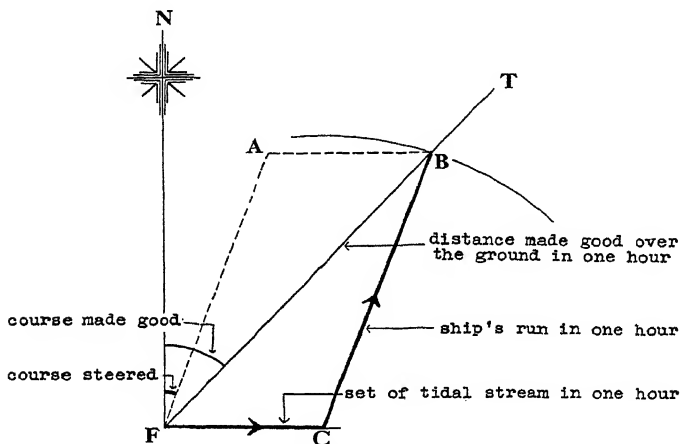 N
T
A
B
distance made good over
the ground in one hour
course made good
ship's run in one hour
course steered
set of tidal stream in one hour
F
C